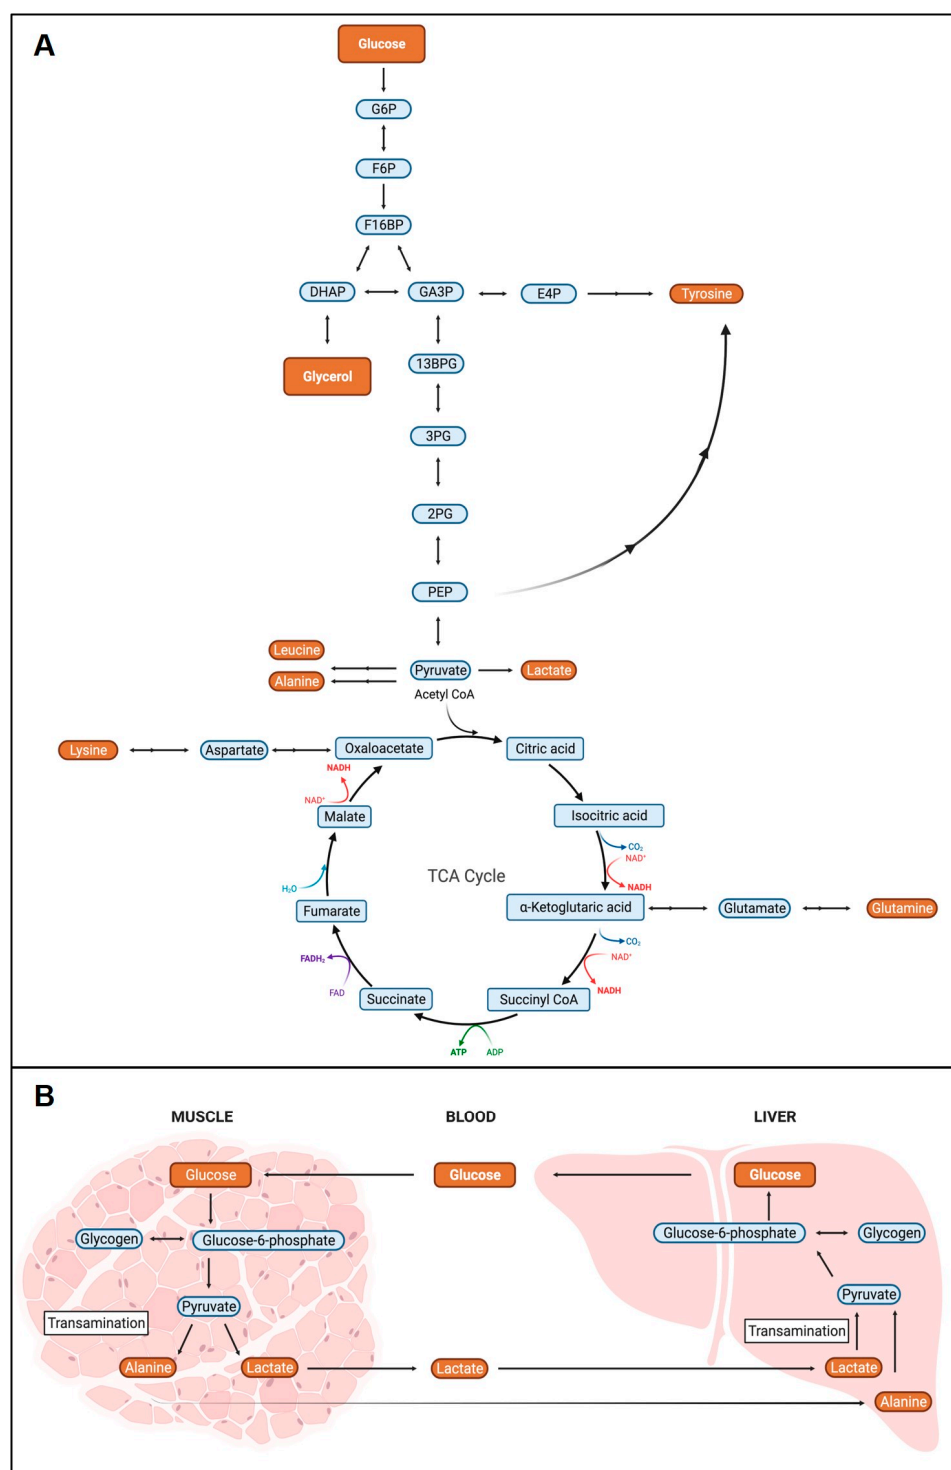 A
Glucose
G6P
F6P
F16BP
DHAP
GA3P
E4P
Tyrosine
Glycerol
13BPG
3PG
2PG
PEP
Leucine
Alanine
Pyruvate
Lactate
Acetyl CoA
Lysine
Aspartate
Oxaloacetate
Citric acid
NADH
NAD⁺
Malate
Isocitric acid
CO₂
NAD⁺
NADH
TCA Cycle
H₂O
Fumarate
α-Ketoglutaric acid
Glutamate
Glutamine
CO₂
NAD⁺
NADH
FADH₂
FAD
Succinate
Succinyl CoA
ATP
ADP
B
MUSCLE
BLOOD
LIVER
Glucose
Glucose
Glucose
Glycogen
Glucose-6-phosphate
Glucose-6-phosphate
Glycogen
Pyruvate
Pyruvate
Transamination
Transamination
Alanine
Lactate
Lactate
Lactate
Alanine